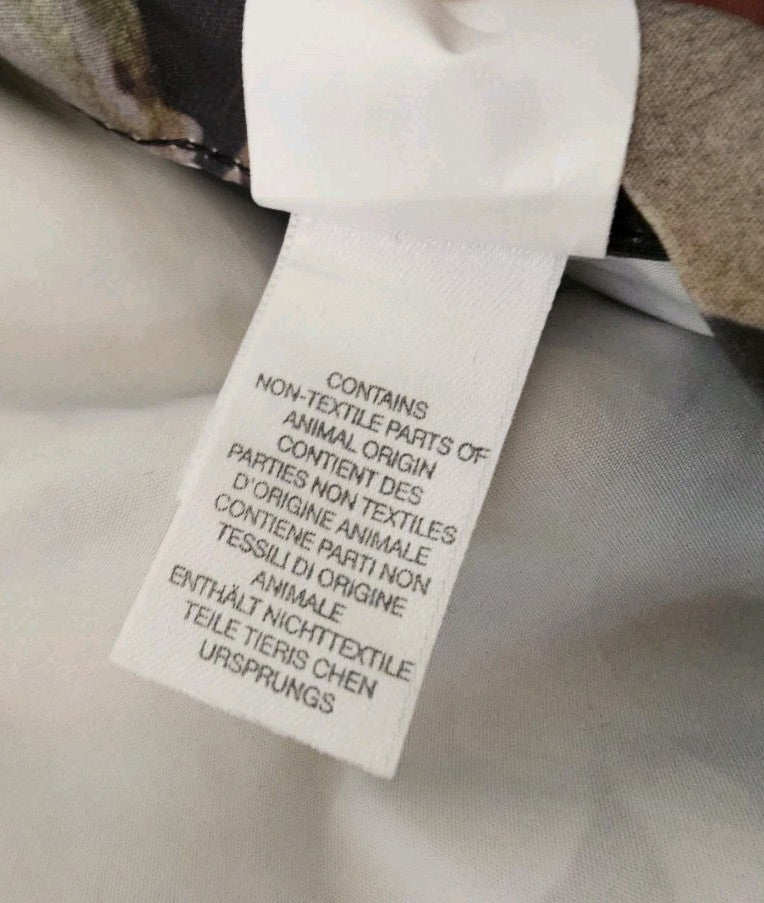 CONTAINS
NON-TEXTILE PARTS OF
ANIMAL ORIGIN
CONTIENT DES
PARTIES NON TEXTILES
D'ORIGINE ANIMALE
CONTIENE PARTI NON
TESSILI DI ORIGINE
ANIMALE
ENTHÄLT NICHTTEXTILE
TEILE TIERIS CHEN
URSPRUNGS